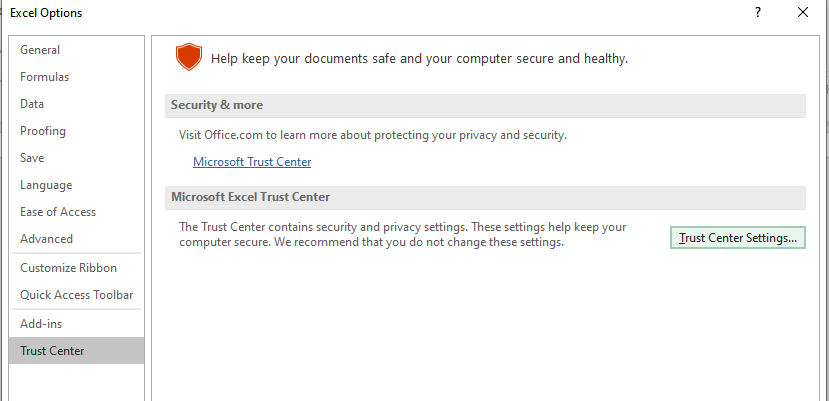 Excel Options
?
General
Formulas
Data
Proofing
Save
Language
Ease of Access
Advanced
Customize Ribbon
Quick Access Toolbar
Add-ins
Trust Center
Help keep your documents safe and your computer secure and healthy.
Security & more
Visit Office.com to learn more about protecting your privacy and security.
Microsoft Trust Center
Microsoft Excel Trust Center
The Trust Center contains security and privacy settings. These settings help keep your
computer secure. We recommend that you do not change these settings.
Trust Center Settings...